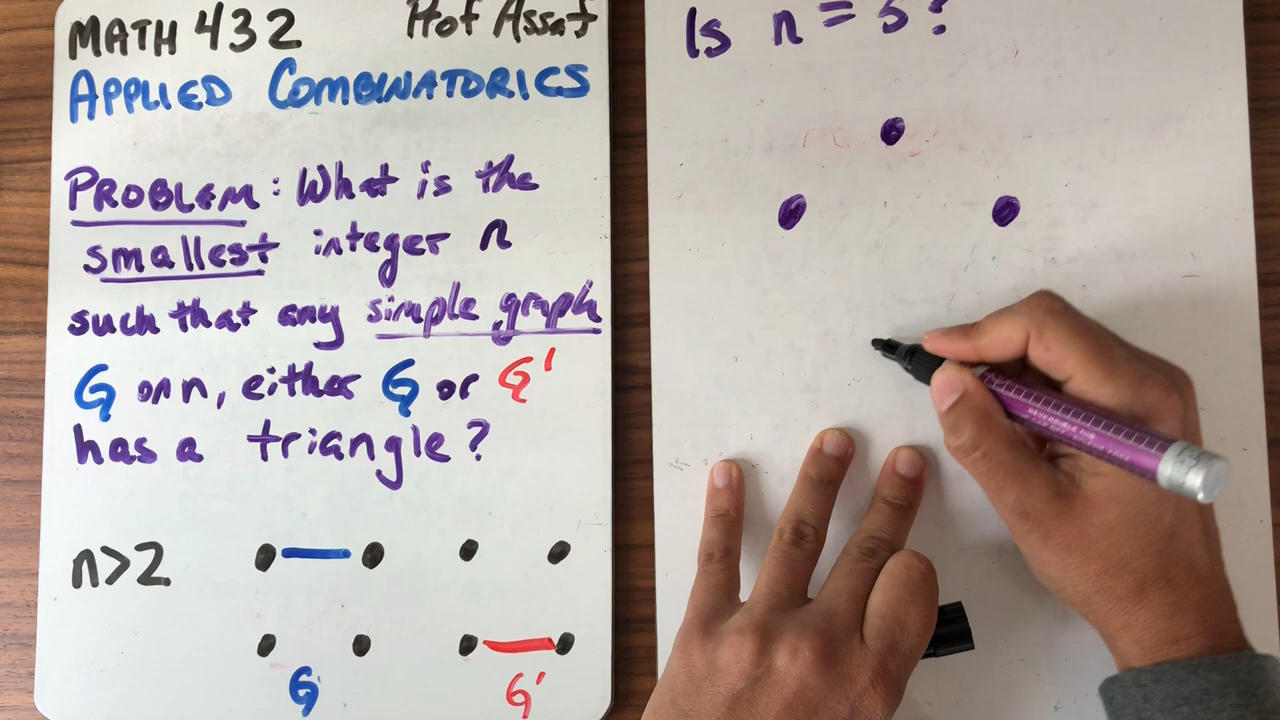 MATH 432 Prof Assaf
APPLIED COMBINATORICS
PROBLEM: What is the
smallest integer n
such that any simple graph
G on n, either G or G'
has a triangle?
n>2
G G'
Is n = 5?